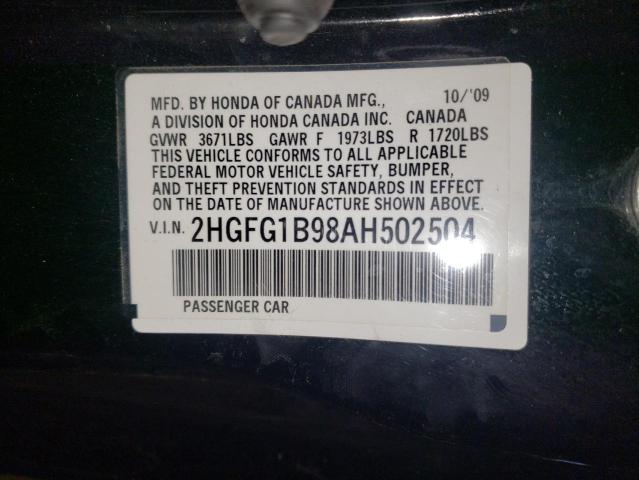 MFD. BY HONDA OF CANADA MFG., 10/'09
A DIVISION OF HONDA CANADA INC. CANADA
GVWR 3671LBS GAWR F 1973LBS R 1720LBS
THIS VEHICLE CONFORMS TO ALL APPLICABLE
FEDERAL MOTOR VEHICLE SAFETY, BUMPER,
AND THEFT PREVENTION STANDARDS IN EFFECT
ON THE DATE OF MANUFACTURE SHOWN ABOVE.
V.I.N. 2HGFG1B98AH502504
PASSENGER CAR